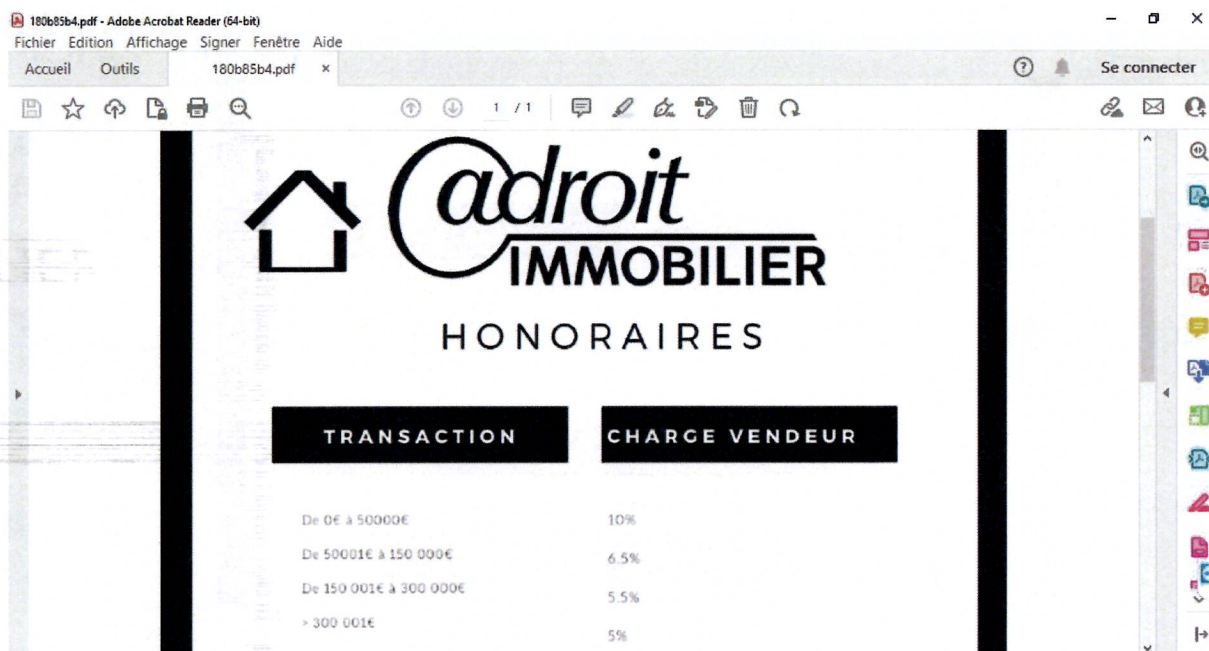 180b85b4.pdf - Adobe Acrobat Reader (64-bit)
Fichier Edition Affichage Signer Fenêtre Aide
Accueil Outils 180b85b4.pdf × Se connecter
1 / 1
@droit
IMMOBILIER
HONORAIRES
TRANSACTION CHARGE VENDEUR
De 0€ à 50000€ 10%
De 50001€ à 150 000€ 6.5%
De 150 001€ à 300 000€ 5.5%
> 300 001€ 5%